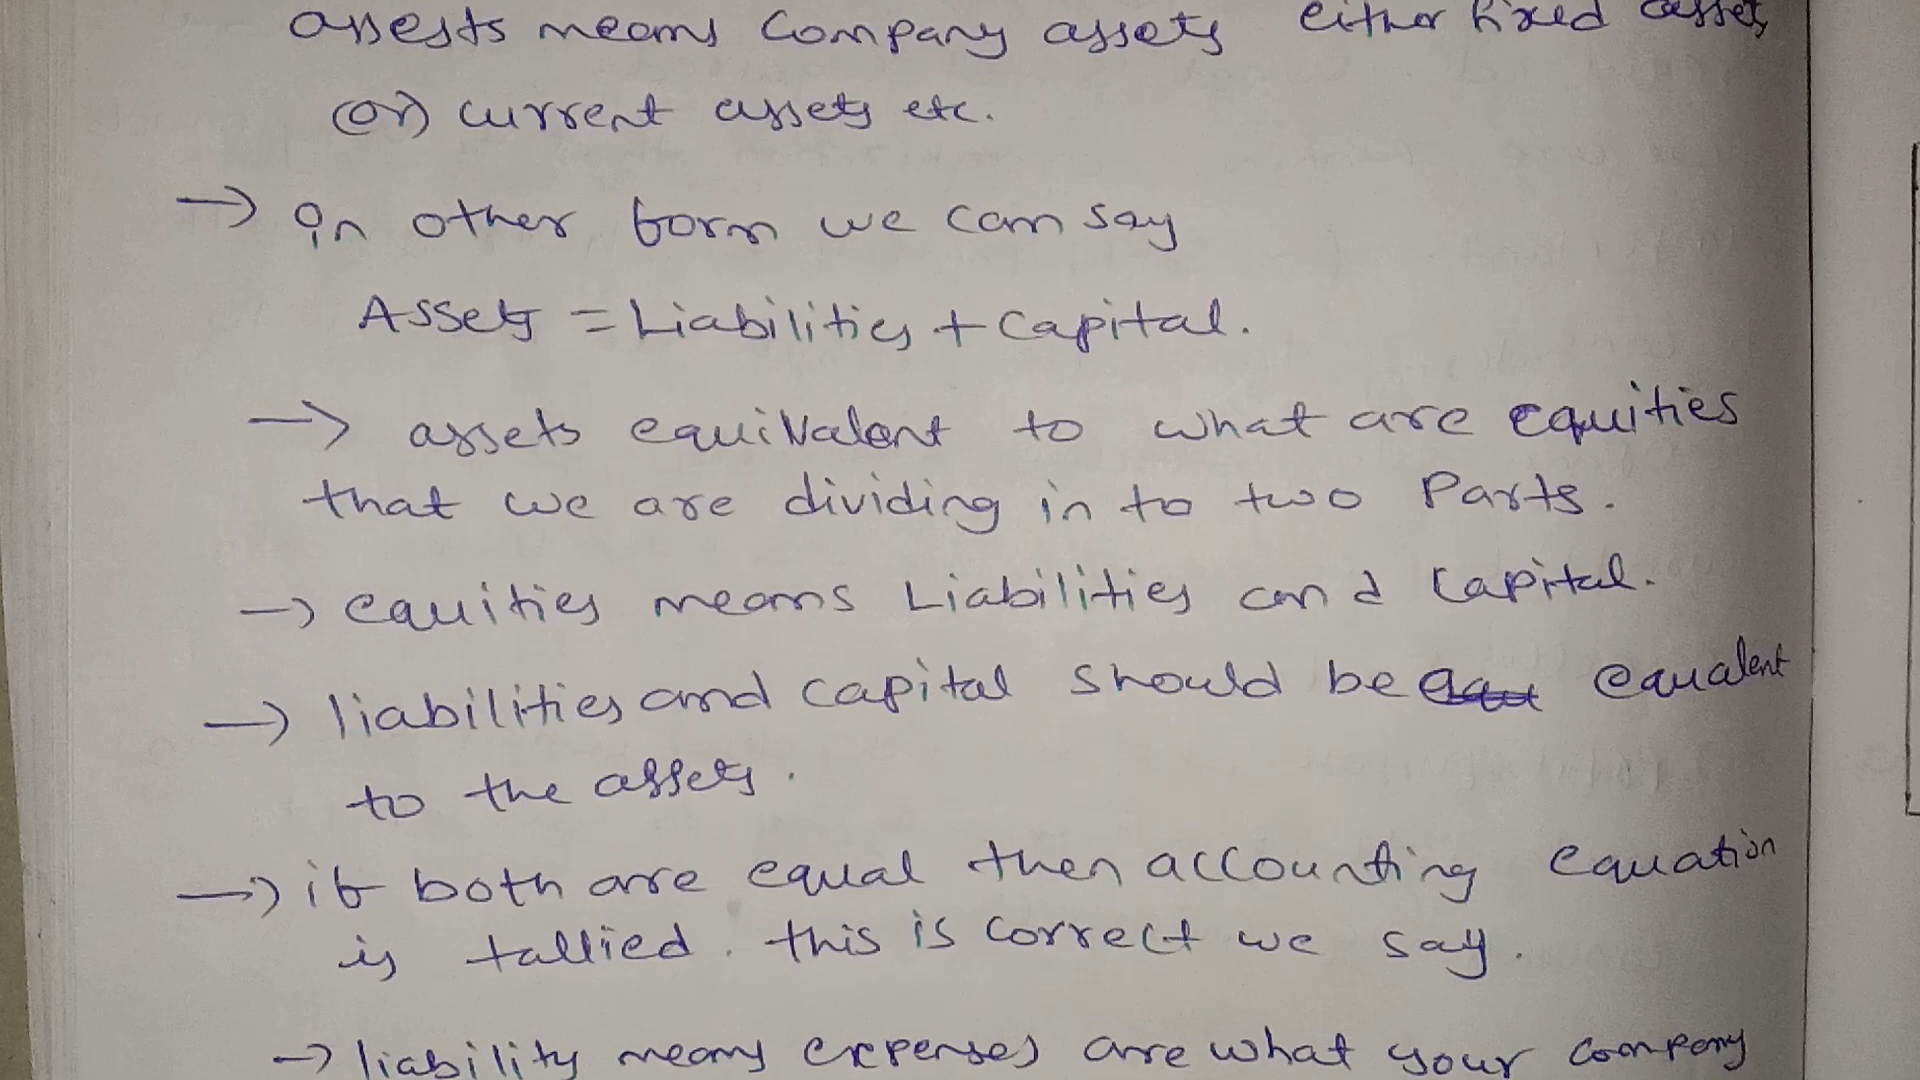 assests means Company assets either fixed assets
(or) current assets etc.
→ In other form we can say
Assets = Liabilities + Capital.
→ assets equivalent to what are equities
that we are dividing in to two Parts.
→ equities means Liabilities and Capital.
→ liabilities and capital should be equalent
to the assets.
→ if both are equal then accounting equation
is tallied. this is correct we say.
→ liability means expenses are what your company